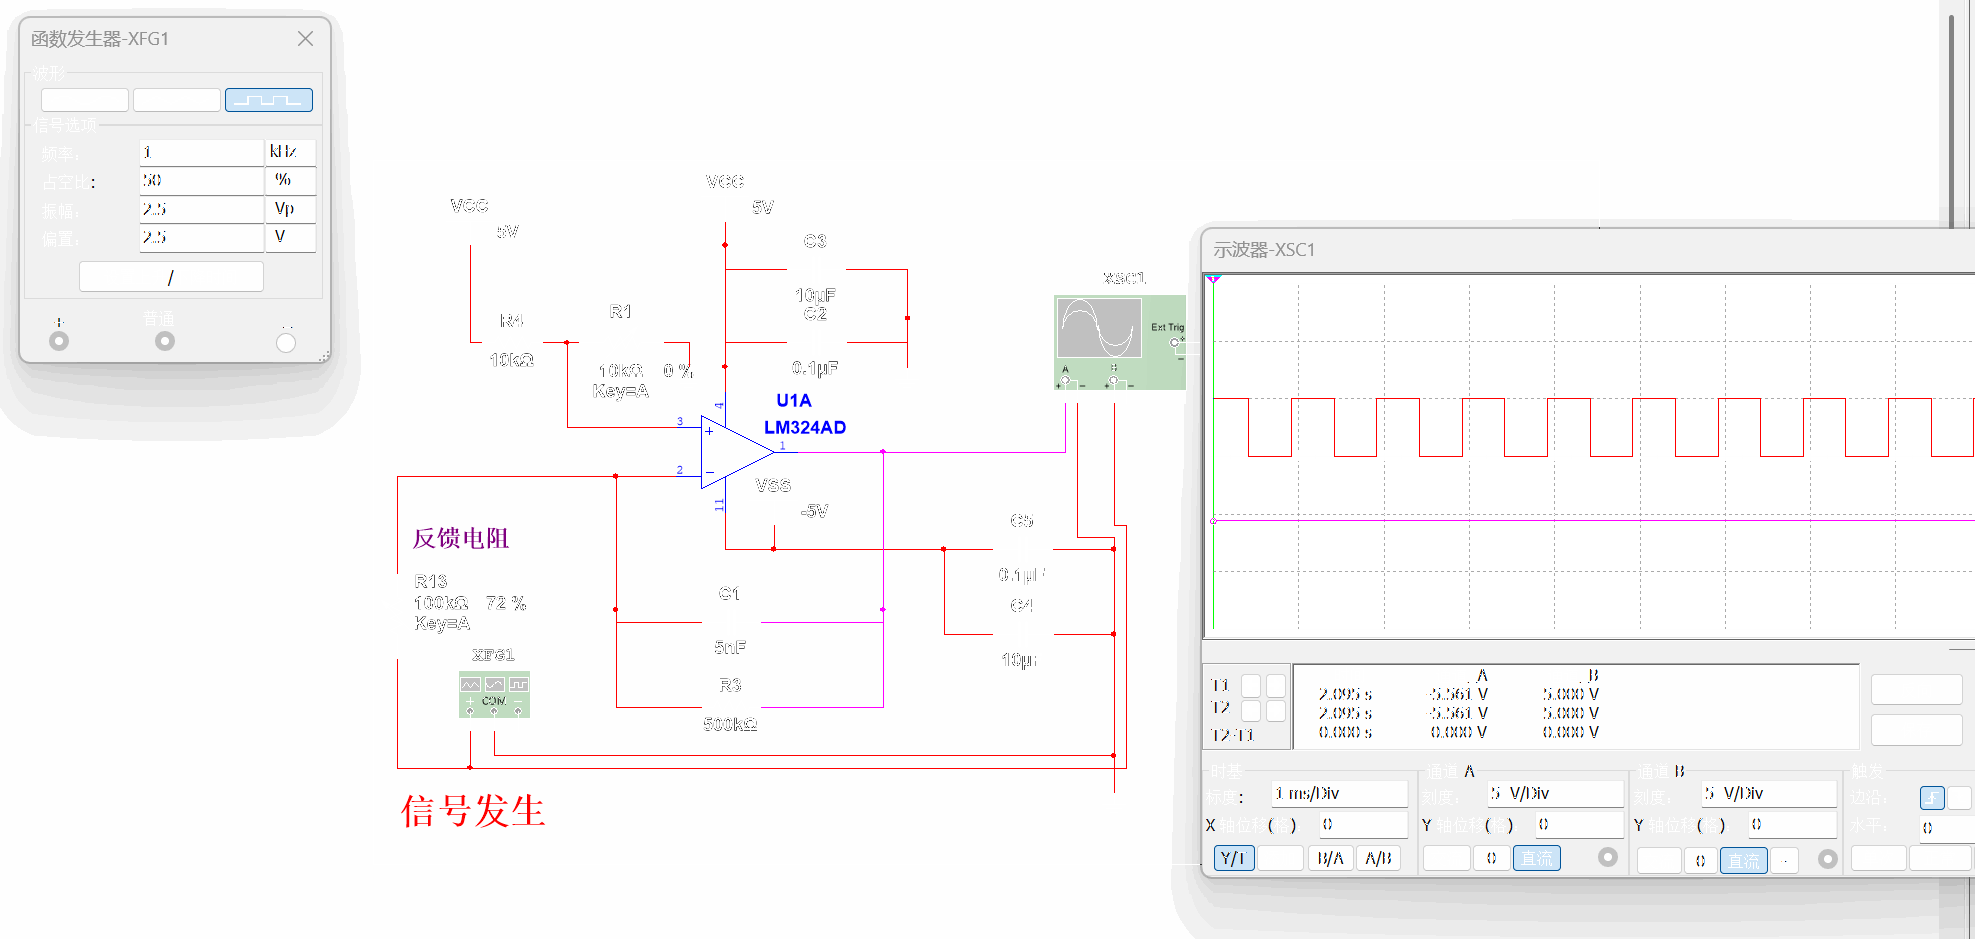 函数发生器-XFG1
波形
信号选项
频率:
1
kHz
占空比:
50
%
振幅:
2.5
Vp
偏置:
2.5
V
/
+
普通
VCC
5V
VCC
5V
C3
10µF
C2
0.1µF
R4
10kΩ
R1
10kΩ 0 %
Key=A
U1A
LM324AD
4
3
+
1
2
−
11
VSS
-5V
XSC1
Ext Trig
+
−
A
B
+ −
+ −
反馈电阻
R13
100kΩ 72 %
Key=A
C1
5nF
R3
500kΩ
C5
0.1µF
C4
10µF
XFG1
+ COM −
信号发生
示波器-XSC1
A B
T1 2.095 s -5.561 V 5.000 V
T2 2.095 s -5.561 V 5.000 V
T2-T1 0.000 s 0.000 V 0.000 V
时基
标度:
1 ms/Div
X 轴位移(格)
0
Y/T
B/A
A/B
通道 A
刻度:
5 V/Div
Y 轴位移(格)
0
0
直流
通道 B
刻度:
5 V/Div
Y 轴位移(格)
0
0
直流
-
触发
边沿:
水平:
0